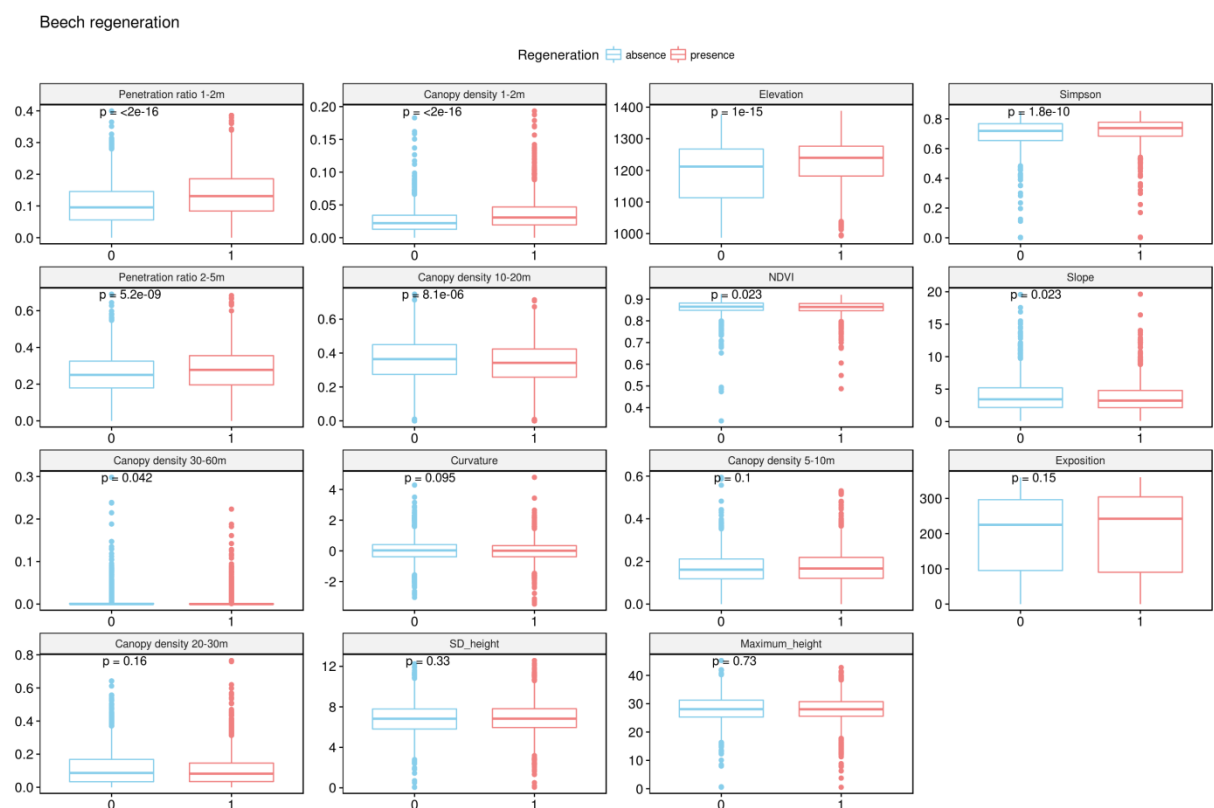 Beech regeneration
Regeneration absence presence
Penetration ratio 1-2m
p = <2e-16
0.4
0.3
0.2
0.1
0.0
0 1
Canopy density 1-2m
p = <2e-16
0.20
0.15
0.10
0.05
0.00
0 1
Elevation
p = 1e-15
1400
1300
1200
1100
1000
0 1
Simpson
p = 1.8e-10
0.8
0.6
0.4
0.2
0.0
0 1
Penetration ratio 2-5m
p = 5.2e-09
0.6
0.4
0.2
0.0
0 1
Canopy density 10-20m
p = 8.1e-06
0.6
0.4
0.2
0.0
0 1
NDVI
p = 0.023
0.9
0.8
0.7
0.6
0.5
0.4
0 1
Slope
p = 0.023
20
15
10
5
0
0 1
Canopy density 30-60m
p = 0.042
0.3
0.2
0.1
0.0
0 1
Curvature
p = 0.095
4
2
0
-2
0 1
Canopy density 5-10m
p = 0.1
0.6
0.4
0.2
0.0
0 1
Exposition
p = 0.15
300
200
100
0
0 1
Canopy density 20-30m
p = 0.16
0.8
0.6
0.4
0.2
0.0
0 1
SD_height
p = 0.33
12
8
4
0
0 1
Maximum_height
p = 0.73
40
30
20
10
0
0 1